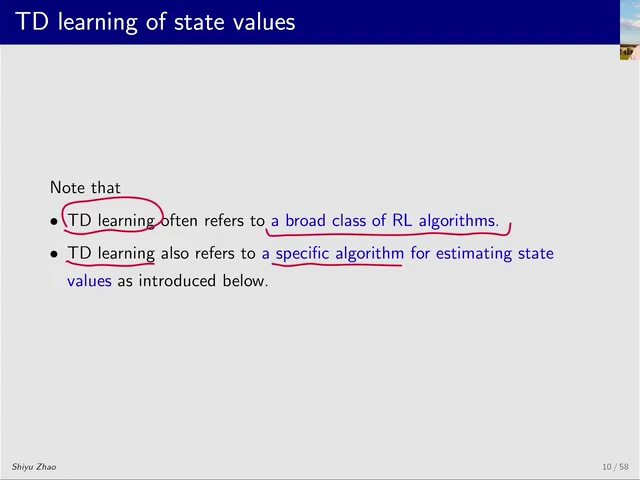 TD learning of state values
Note that
• TD learning often refers to a broad class of RL algorithms.
• TD learning also refers to a specific algorithm for estimating state
values as introduced below.
Shiyu Zhao
10 / 58